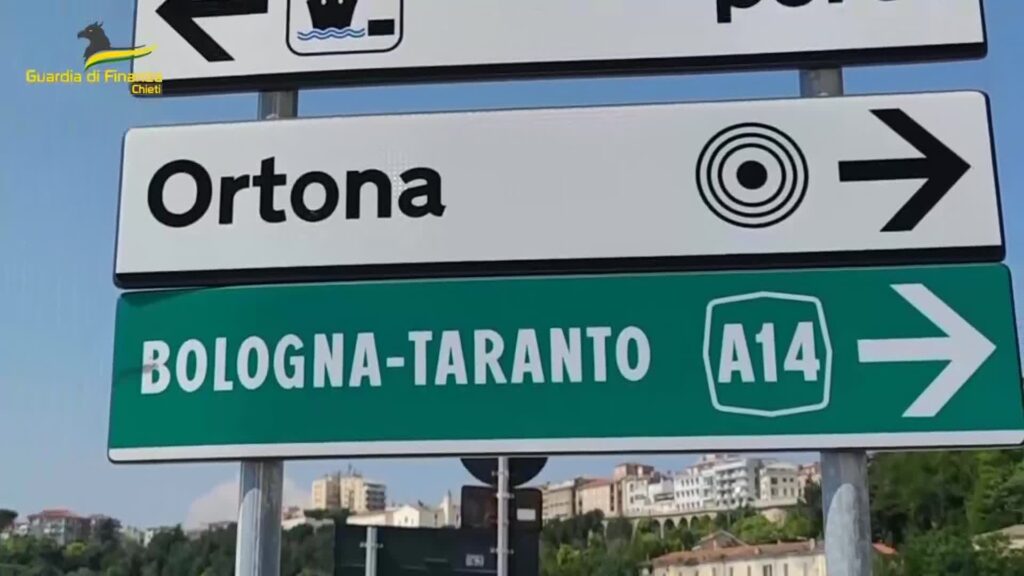 Guardia di Finanza
Chieti
Ortona
BOLOGNA-TARANTO A14